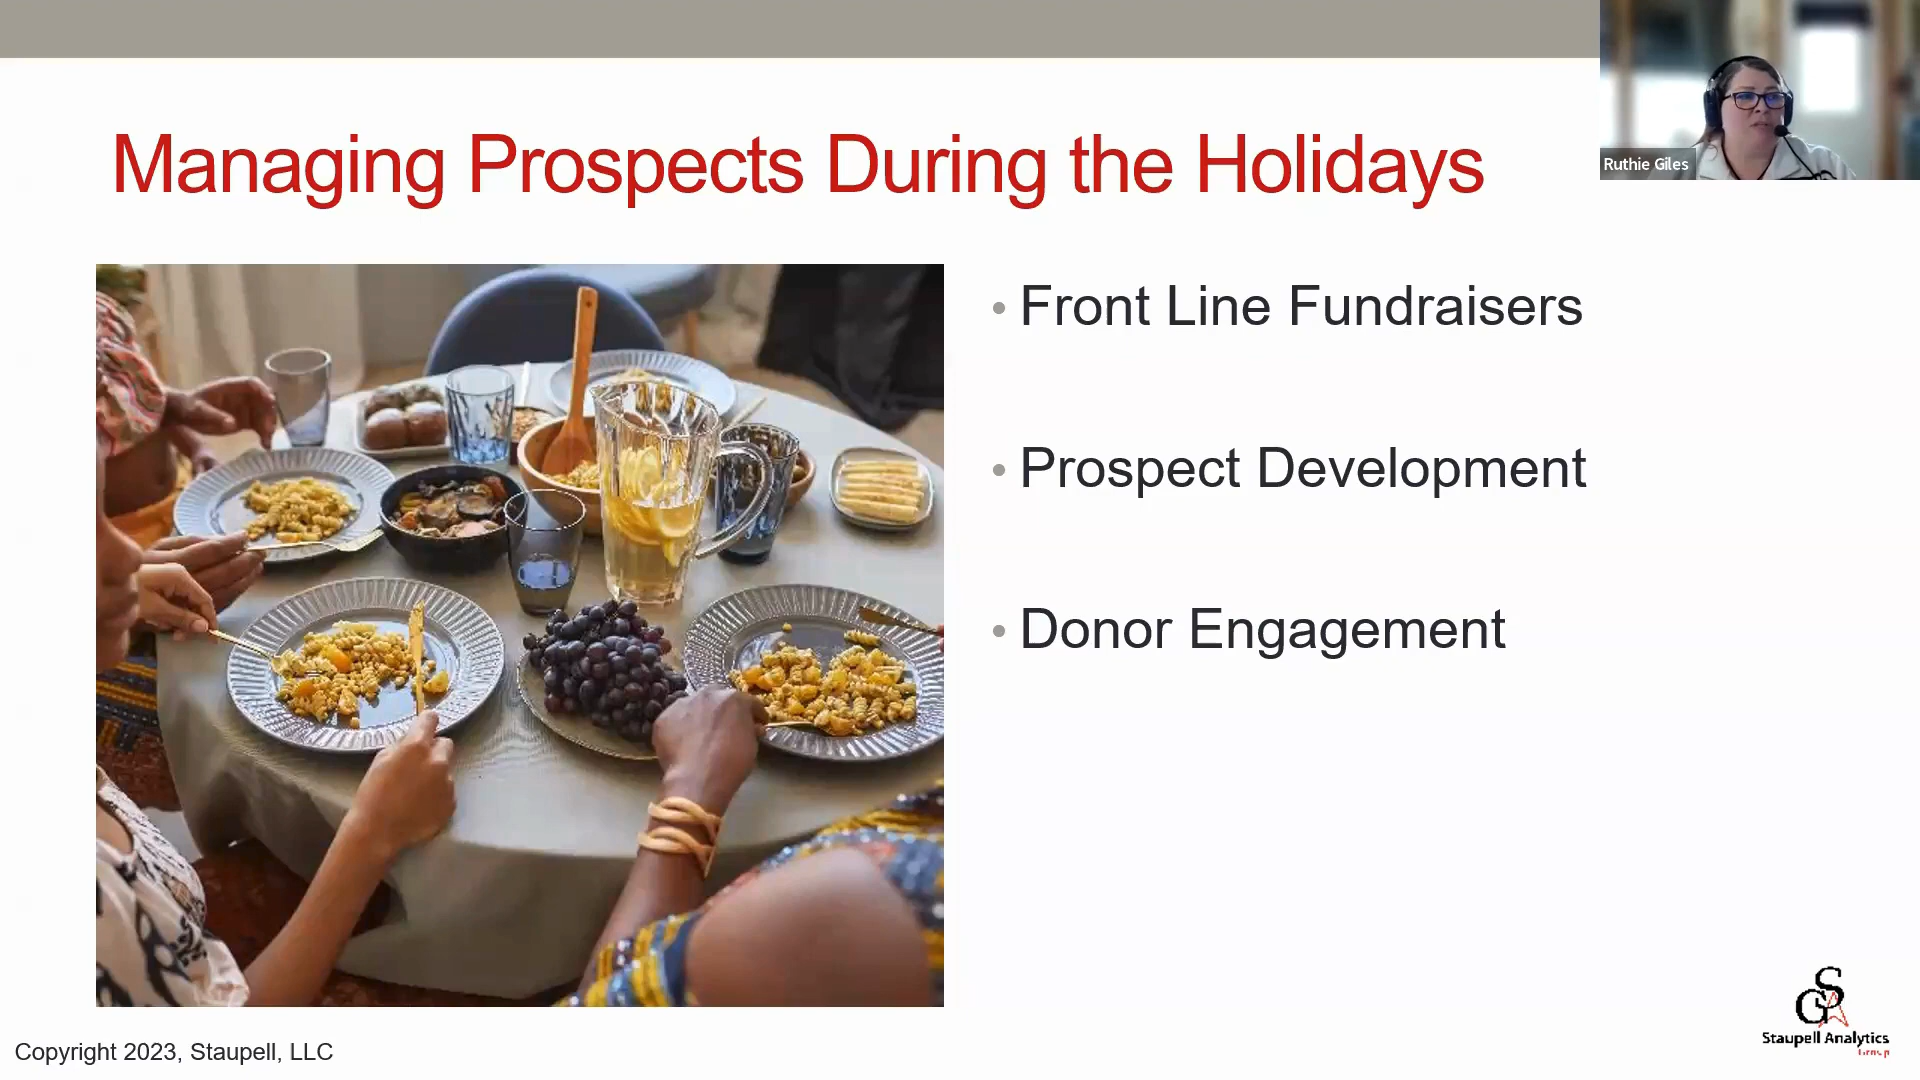 Managing Prospects During the Holidays
Ruthie Giles
• Front Line Fundraisers
• Prospect Development
• Donor Engagement
Copyright 2023, Staupell, LLC
Staupell Analytics
Group